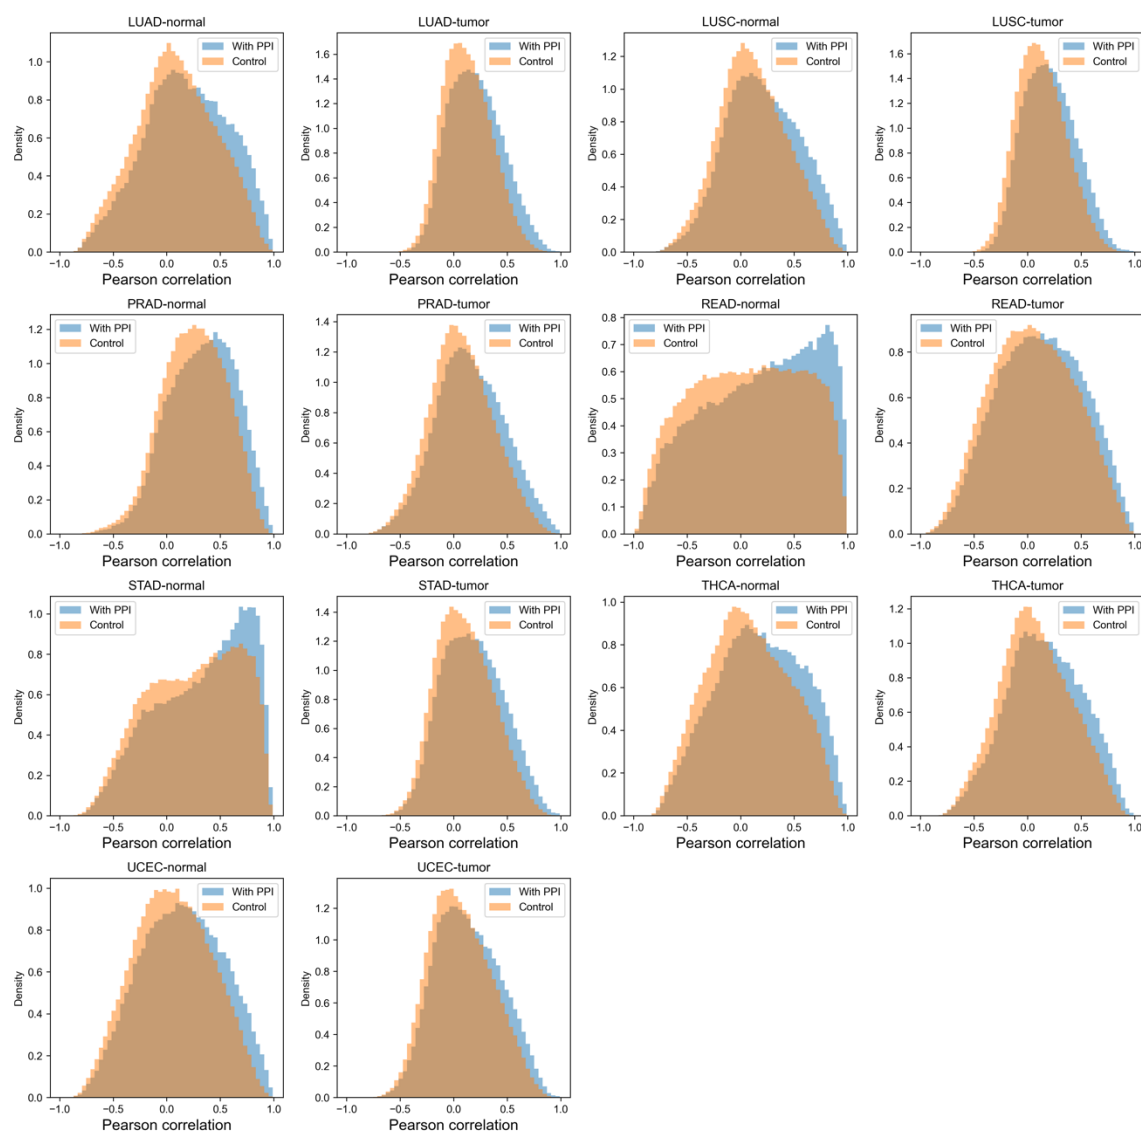 LUAD-normal
With PPI
Control
Density
1.0
0.8
0.6
0.4
0.2
0.0
−1.0 −0.5 0.0 0.5 1.0
Pearson correlation
LUAD-tumor
With PPI
Control
Density
1.6
1.4
1.2
1.0
0.8
0.6
0.4
0.2
0.0
−1.0 −0.5 0.0 0.5 1.0
Pearson correlation
LUSC-normal
With PPI
Control
Density
1.2
1.0
0.8
0.6
0.4
0.2
0.0
−1.0 −0.5 0.0 0.5 1.0
Pearson correlation
LUSC-tumor
With PPI
Control
Density
1.6
1.4
1.2
1.0
0.8
0.6
0.4
0.2
0.0
−1.0 −0.5 0.0 0.5 1.0
Pearson correlation
PRAD-normal
With PPI
Control
Density
1.2
1.0
0.8
0.6
0.4
0.2
0.0
−1.0 −0.5 0.0 0.5 1.0
Pearson correlation
PRAD-tumor
With PPI
Control
Density
1.4
1.2
1.0
0.8
0.6
0.4
0.2
0.0
−1.0 −0.5 0.0 0.5 1.0
Pearson correlation
READ-normal
With PPI
Control
Density
0.8
0.7
0.6
0.5
0.4
0.3
0.2
0.1
0.0
−1.0 −0.5 0.0 0.5 1.0
Pearson correlation
READ-tumor
With PPI
Control
Density
0.8
0.6
0.4
0.2
0.0
−1.0 −0.5 0.0 0.5 1.0
Pearson correlation
STAD-normal
With PPI
Control
Density
1.0
0.8
0.6
0.4
0.2
0.0
−1.0 −0.5 0.0 0.5 1.0
Pearson correlation
STAD-tumor
With PPI
Control
Density
1.4
1.2
1.0
0.8
0.6
0.4
0.2
0.0
−1.0 −0.5 0.0 0.5 1.0
Pearson correlation
THCA-normal
With PPI
Control
Density
1.0
0.8
0.6
0.4
0.2
0.0
−1.0 −0.5 0.0 0.5 1.0
Pearson correlation
THCA-tumor
With PPI
Control
Density
1.2
1.0
0.8
0.6
0.4
0.2
0.0
−1.0 −0.5 0.0 0.5 1.0
Pearson correlation
UCEC-normal
With PPI
Control
Density
1.0
0.8
0.6
0.4
0.2
0.0
−1.0 −0.5 0.0 0.5 1.0
Pearson correlation
UCEC-tumor
With PPI
Control
Density
1.2
1.0
0.8
0.6
0.4
0.2
0.0
−1.0 −0.5 0.0 0.5 1.0
Pearson correlation